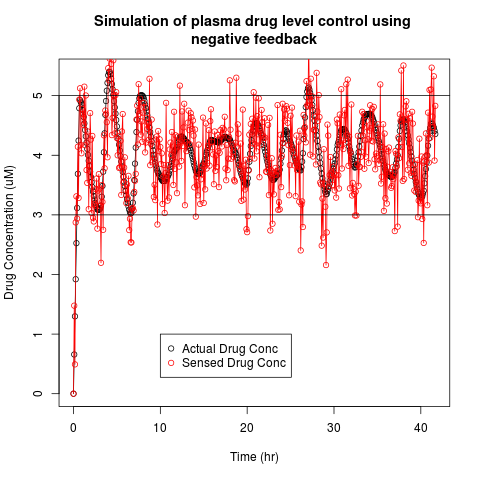 Simulation of plasma drug level control using
negative feedback
Drug Concentration (uM)
5
4
3
2
1
0
Actual Drug Conc
Sensed Drug Conc
0 10 20 30 40
Time (hr)